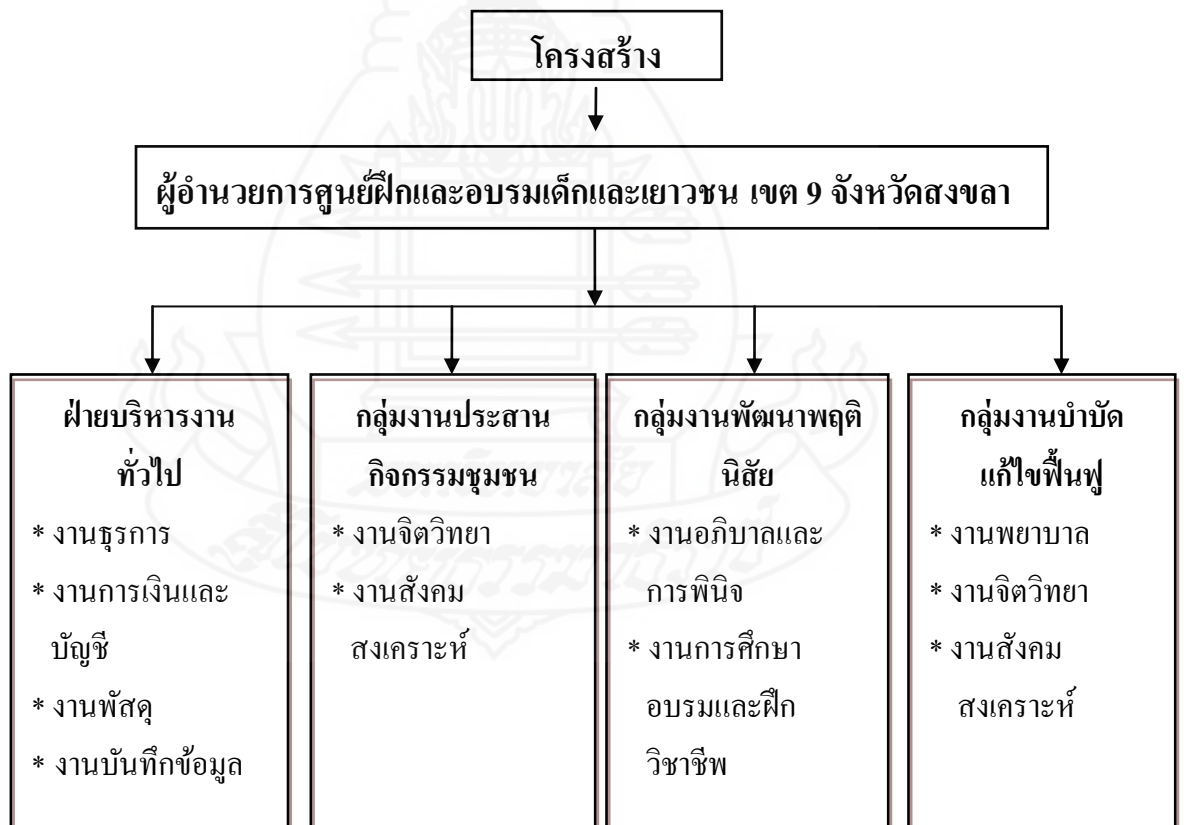 โครงสร้าง
ผู้อำนวยการศูนย์ฝึกและอบรมเด็กและเยาวชน เขต 9 จังหวัดสงขลา
ฝ่ายบริหารงาน
ทั่วไป
* งานธุรการ
* งานการเงินและ
บัญชี
* งานพัสดุ
* งานบันทึกข้อมูล
กลุ่มงานประสาน
กิจกรรมชุมชน
* งานจิตวิทยา
* งานสังคม
สงเคราะห์
กลุ่มงานพัฒนาพฤติ
นิสัย
* งานอภิบาลและ
การพินิจ
* งานการศึกษา
อบรมและฝึก
วิชาชีพ
กลุ่มงานบำบัด
แก้ไขฟื้นฟู
* งานพยาบาล
* งานจิตวิทยา
* งานสังคม
สงเคราะห์